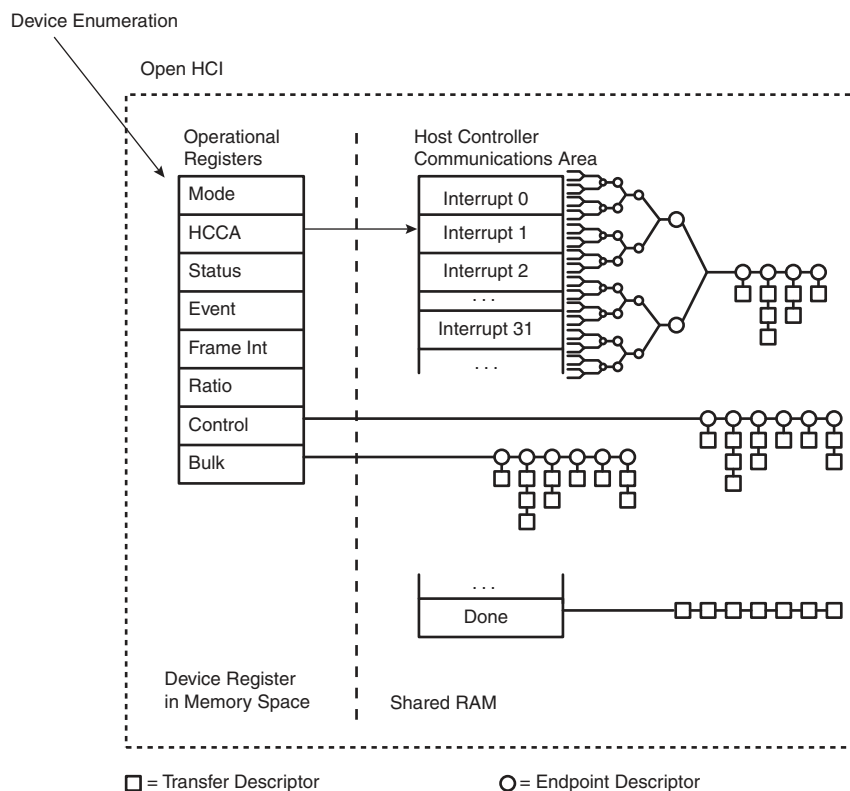 Device Enumeration
Open HCI
Operational
Registers
Mode
HCCA
Status
Event
Frame Int
Ratio
Control
Bulk
Host Controller
Communications Area
Interrupt 0
Interrupt 1
Interrupt 2
. . .
Interrupt 31
. . .
. . .
Done
Device Register
in Memory Space
Shared RAM
= Transfer Descriptor
= Endpoint Descriptor